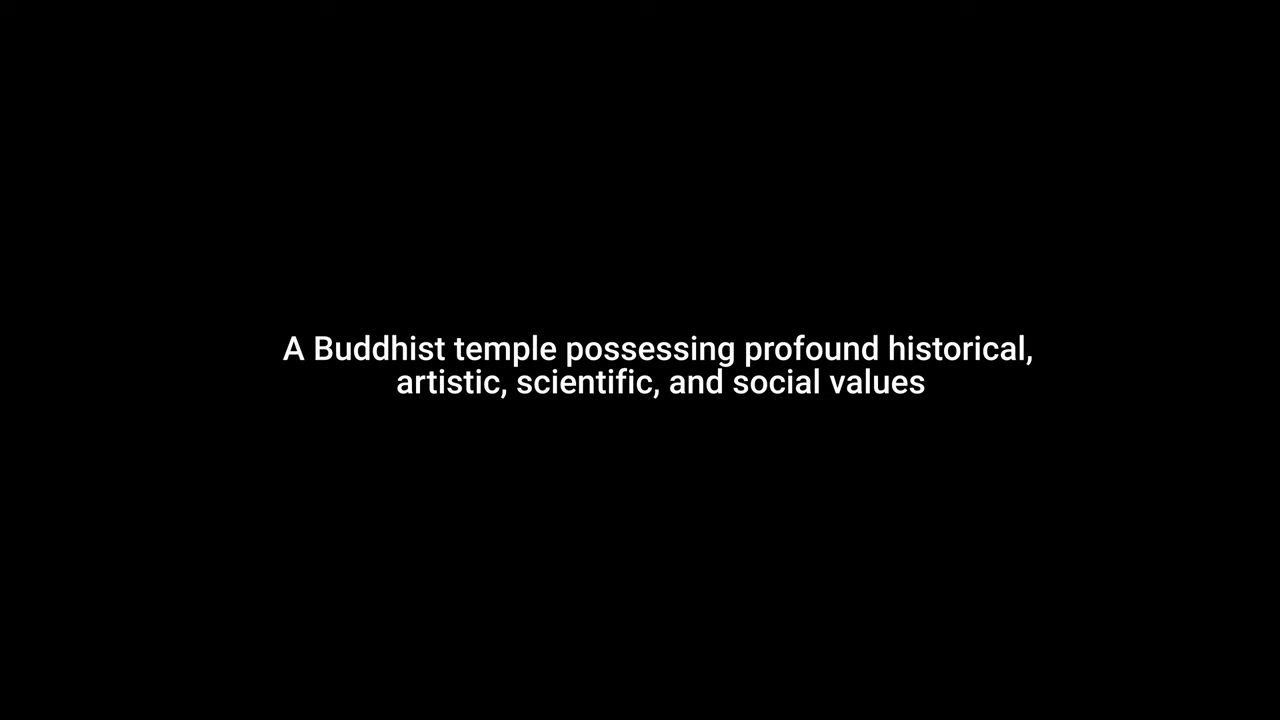 A Buddhist temple possessing profound historical,
artistic, scientific, and social values